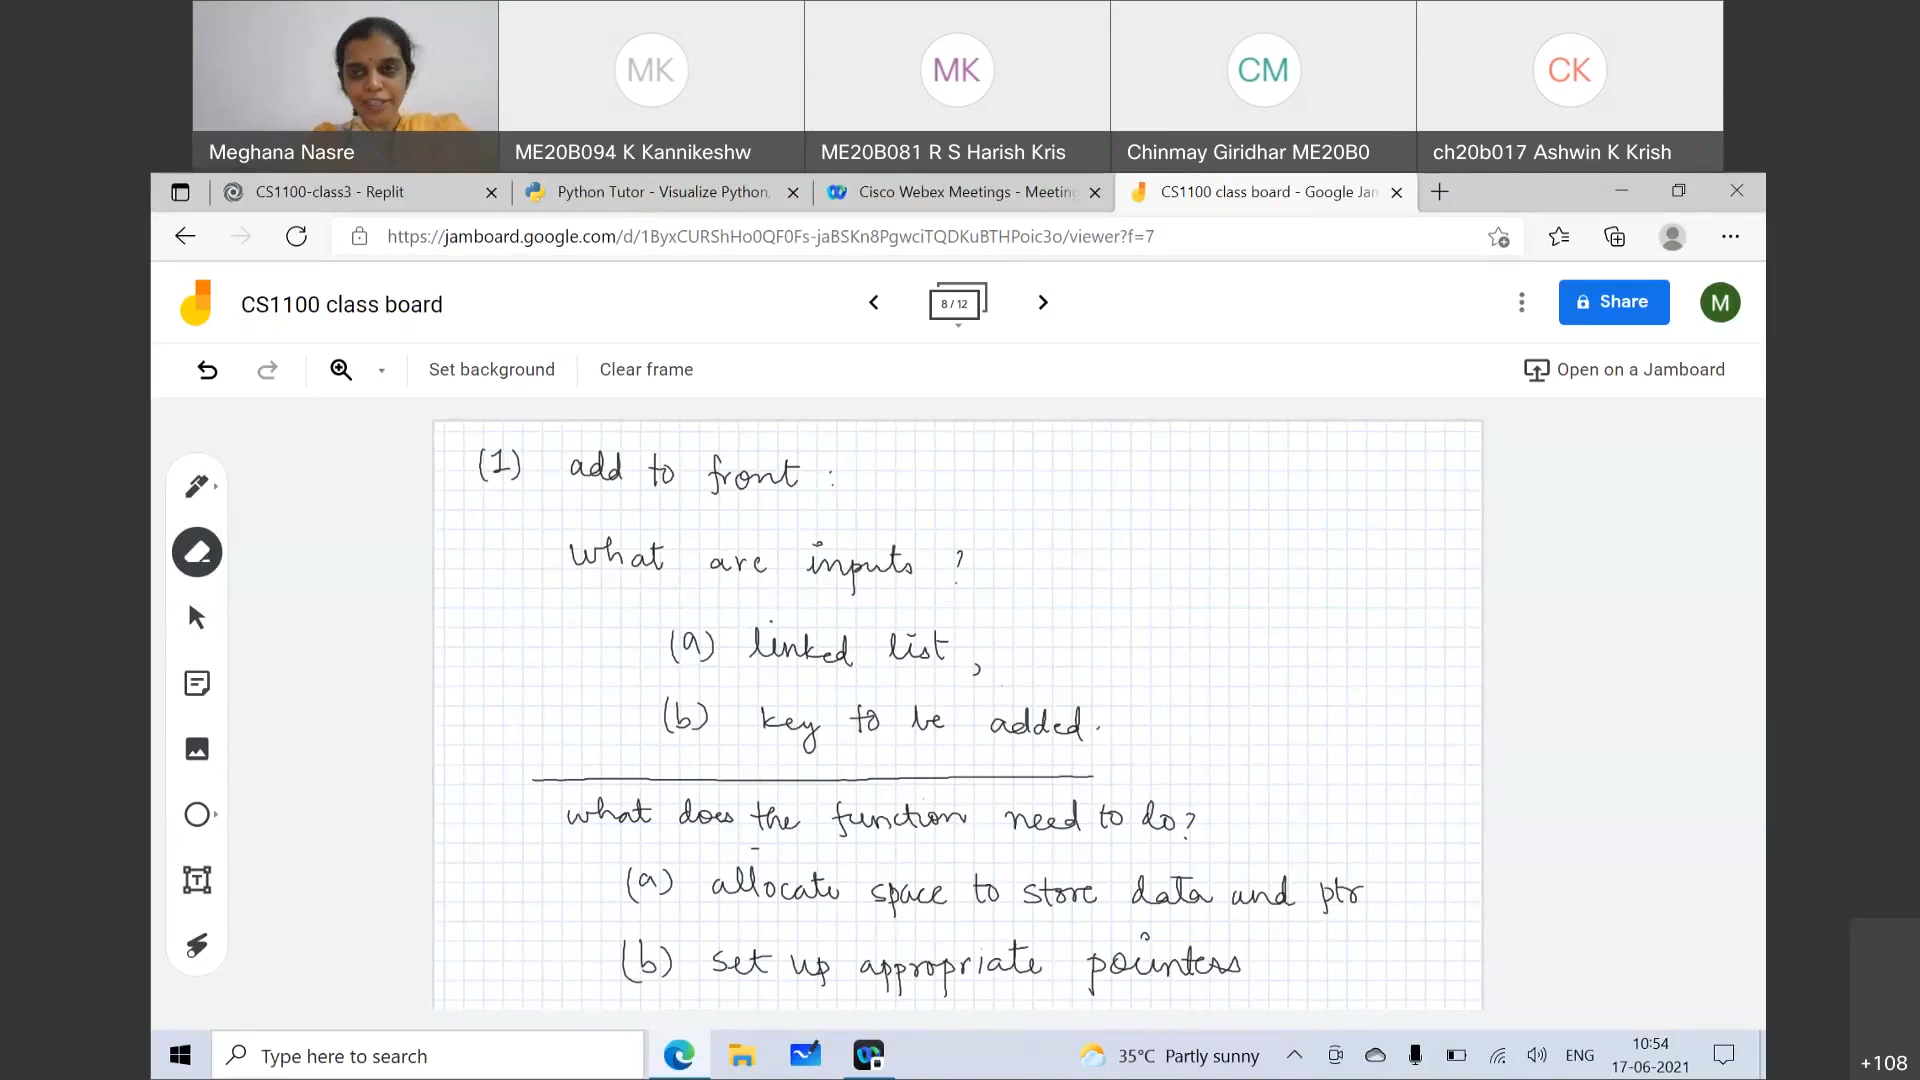 MK
MK
CM
CK
Meghana Nasre
ME20B094 K Kannikeshw
ME20B081 R S Harish Kris
Chinmay Giridhar ME20B0
ch20b017 Ashwin K Krish
CS1100-class3 - Replit
Python Tutor - Visualize Python,
Cisco Webex Meetings - Meeting
CS1100 class board - Google Jan
https://jamboard.google.com/d/1ByxCURShHo0QF0Fs-jaBSKn8PgwciTQDKuBTHPoic3o/viewer?f=7
CS1100 class board
8 / 12
Share
M
Set background
Clear frame
Open on a Jamboard
(1) add to front :
what are inputs ?
(a) linked list,
(b) key to be added.
what does the function need to do?
(a) allocate space to store data and ptr
(b) set up appropriate pointers
Type here to search
35°C Partly sunny
ENG
10:54
17-06-2021
+108